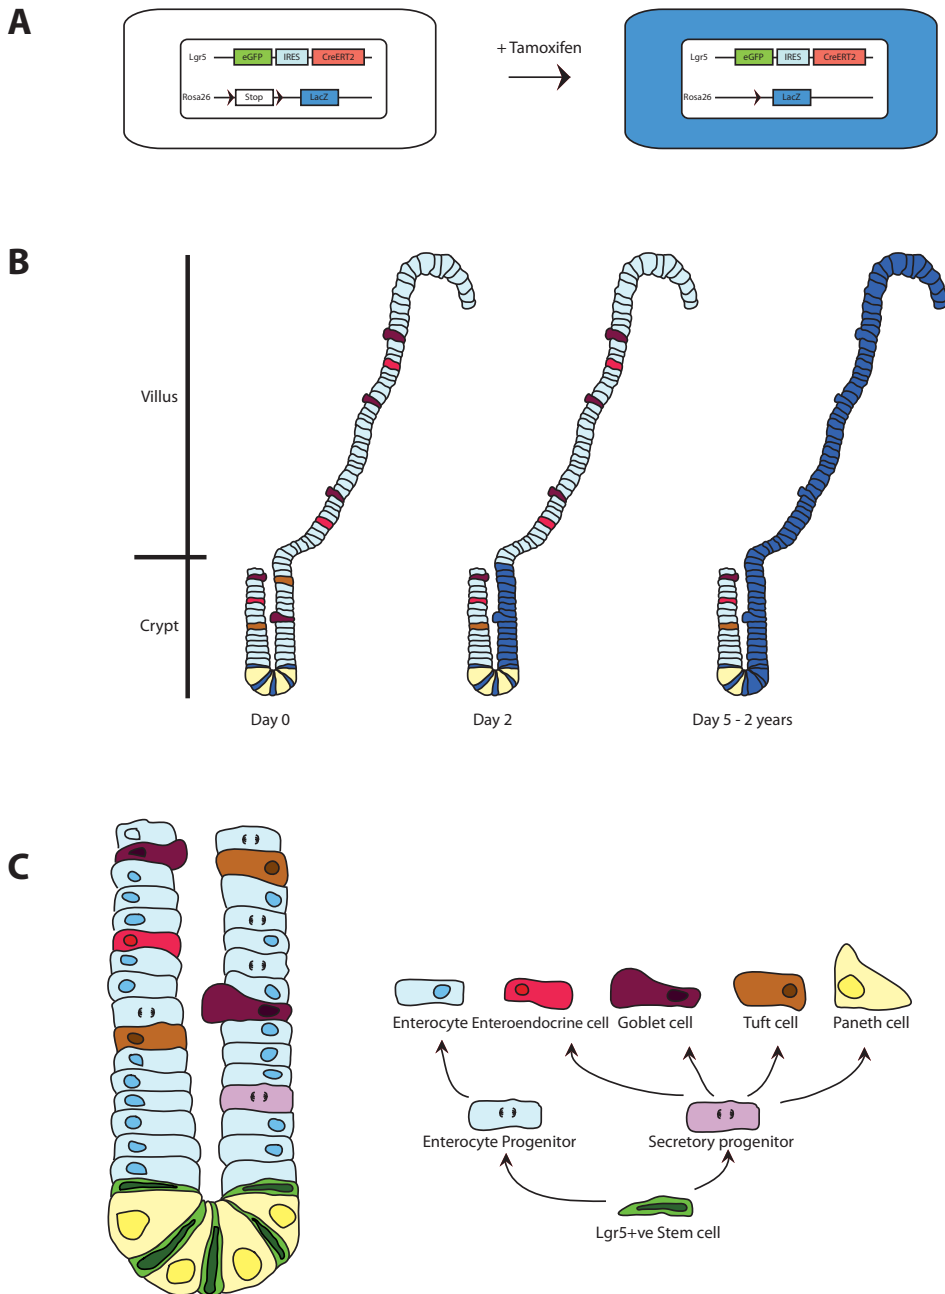 A
+ Tamoxifen
Lgr5 eGFP IRES CreERT2
Rosa26 Stop LacZ
Lgr5 eGFP IRES CreERT2
Rosa26 LacZ
B
Villus
Crypt
Day 0
Day 2
Day 5 - 2 years
C
Enterocyte
Enteroendocrine cell
Goblet cell
Tuft cell
Paneth cell
Enterocyte Progenitor
Secretory progenitor
Lgr5+ve Stem cell